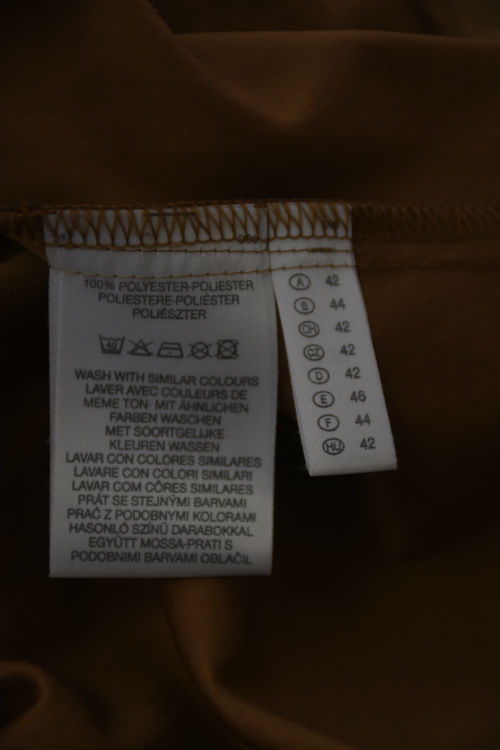 100% POLYESTER-POLIESTER
POLIESTERE-POLIÉSTER
POLIÉSZTER
40
WASH WITH SIMILAR COLOURS
LAVER AVEC COULEURS DE
MEME TON- MIT ÄHNLICHEN
FARBEN WASCHEN
MET SOORTGELIJKE
KLEUREN WASSEN
LAVAR CON COLORES SIMILARES
LAVARE CON COLORI SIMILARI
LAVAR COM CÔRES SIMILARES
PRÁT SE STEJNÝMI BARVAMI
PRAĆ Z PODOBNYMI KOLORAMI
HASONLÓ SZÍNŰ DARABOKKAL
EGYÜTT MOSSA-PRATI S
PODOBNIMI BARVAMI OBLAČIL
A 42
B 44
CH 42
CZ 42
D 42
E 46
F 44
HU 42